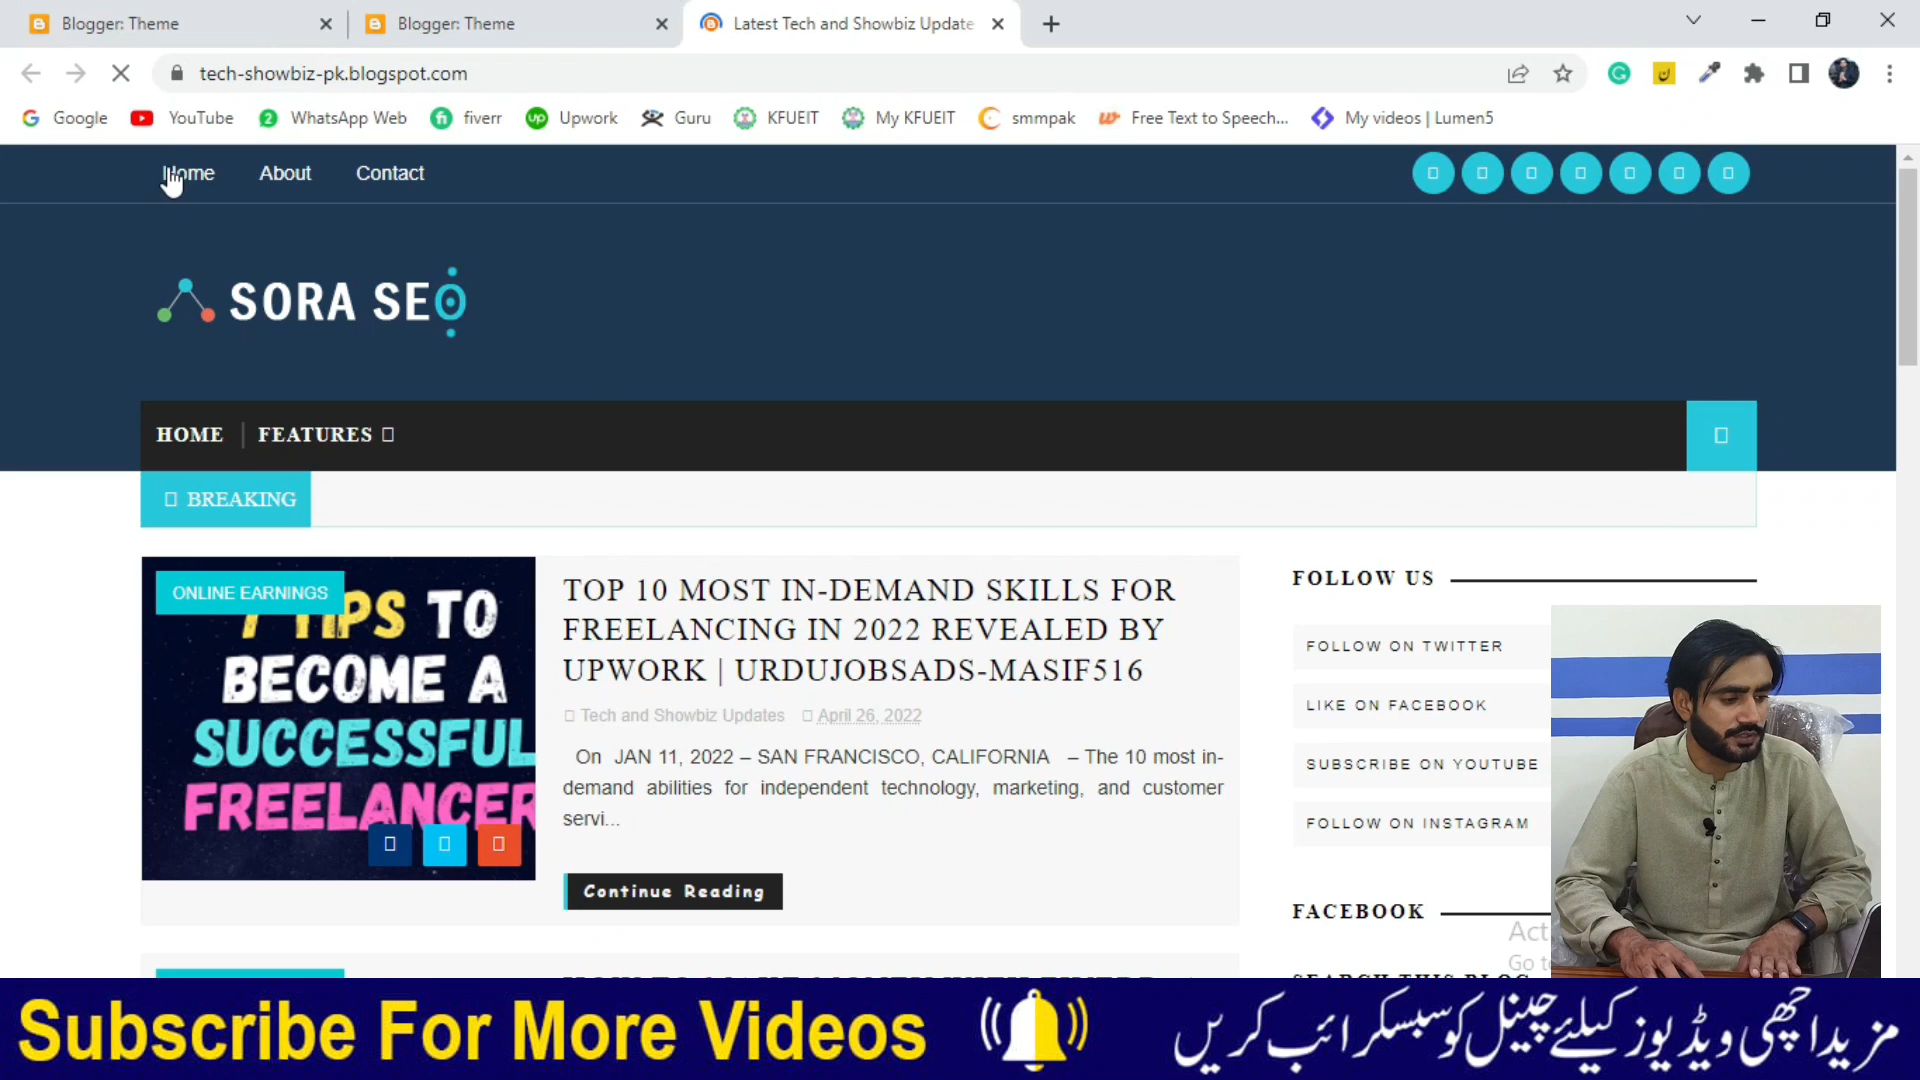 Blogger: Theme
Blogger: Theme
Latest Tech and Showbiz Update
tech-showbiz-pk.blogspot.com
Google
YouTube
2
WhatsApp Web
fi
fiverr
up
Upwork
Guru
KFUEIT
My KFUEIT
smmpak
Free Text to Speech...
My videos | Lumen5
Home
About
Contact
SORA SEO
HOME
FEATURES
BREAKING
ONLINE EARNINGS
7 TIPS TO
BECOME A
SUCCESSFUL
FREELANCER
TOP 10 MOST IN-DEMAND SKILLS FOR
FREELANCING IN 2022 REVEALED BY
UPWORK | URDUJOBSADS-MASIF516
Tech and Showbiz Updates
April 26, 2022
On JAN 11, 2022 – SAN FRANCISCO, CALIFORNIA – The 10 most in-
demand abilities for independent technology, marketing, and customer
servi...
Continue Reading
FOLLOW US
FOLLOW ON TWITTER
LIKE ON FACEBOOK
SUBSCRIBE ON YOUTUBE
FOLLOW ON INSTAGRAM
FACEBOOK
Go to
Subscribe For More Videos
مزید اچھی ویڈیوز کیلئے چینل کو سبسکرائب کریں